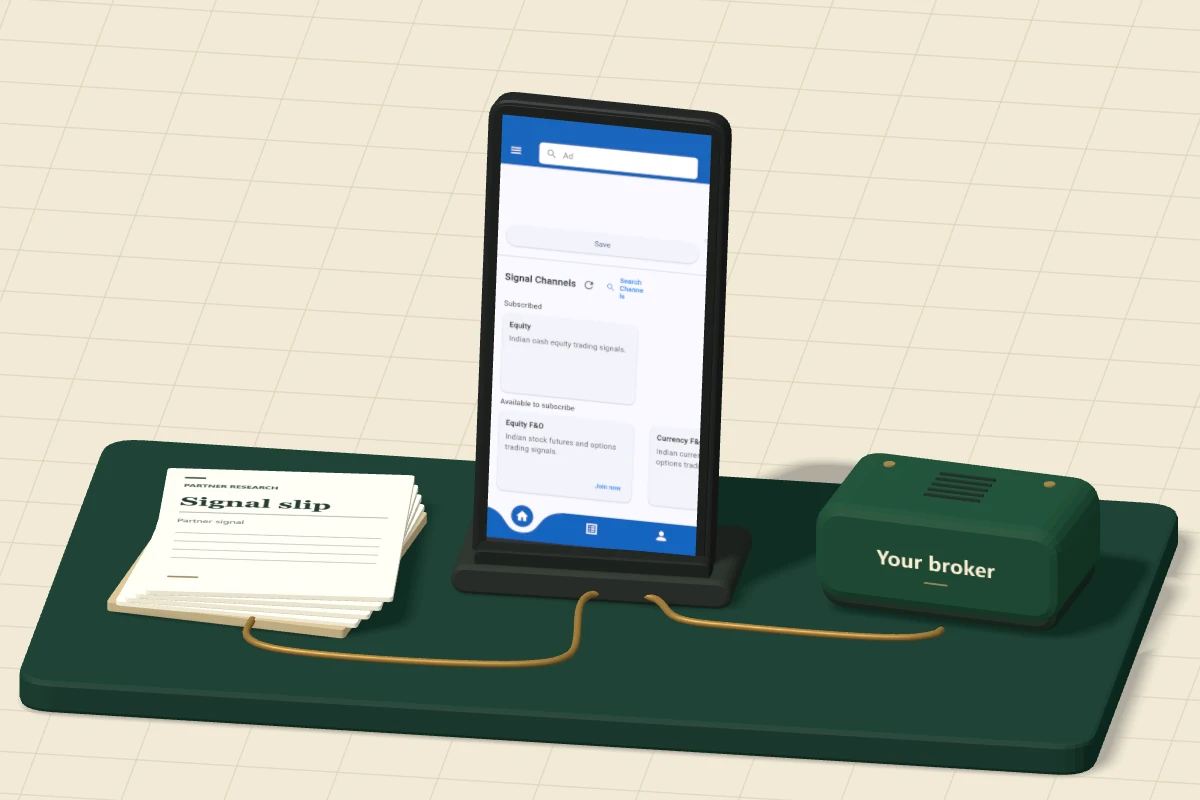 PARTNER RESEARCH
Signal slip
Partner signal
Ad
Save
Signal Channels
Search
Channe
ls
Subscribed
Equity
Indian cash equity trading signals.
Available to subscribe
Equity F&O
Indian stock futures and options
trading signals.
Join now
Currency F&
Indian curre
options trad
Your broker